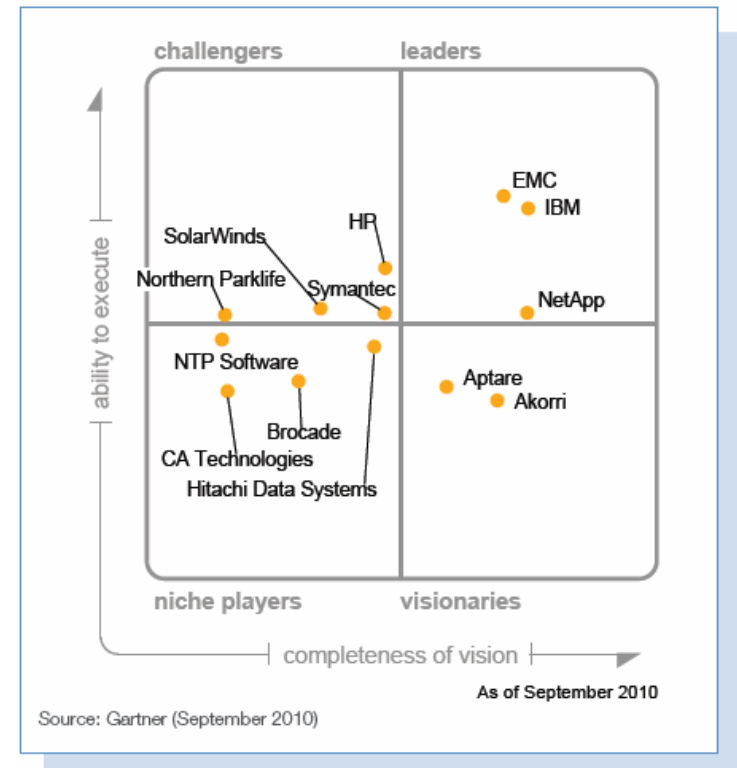 challengers
leaders
EMC
IBM
HP
SolarWinds
Northern Parklife
Symantec
NetApp
ability to execute
NTP Software
Aptare
Akorri
Brocade
CA Technologies
Hitachi Data Systems
niche players
visionaries
completeness of vision
As of September 2010
Source: Gartner (September 2010)